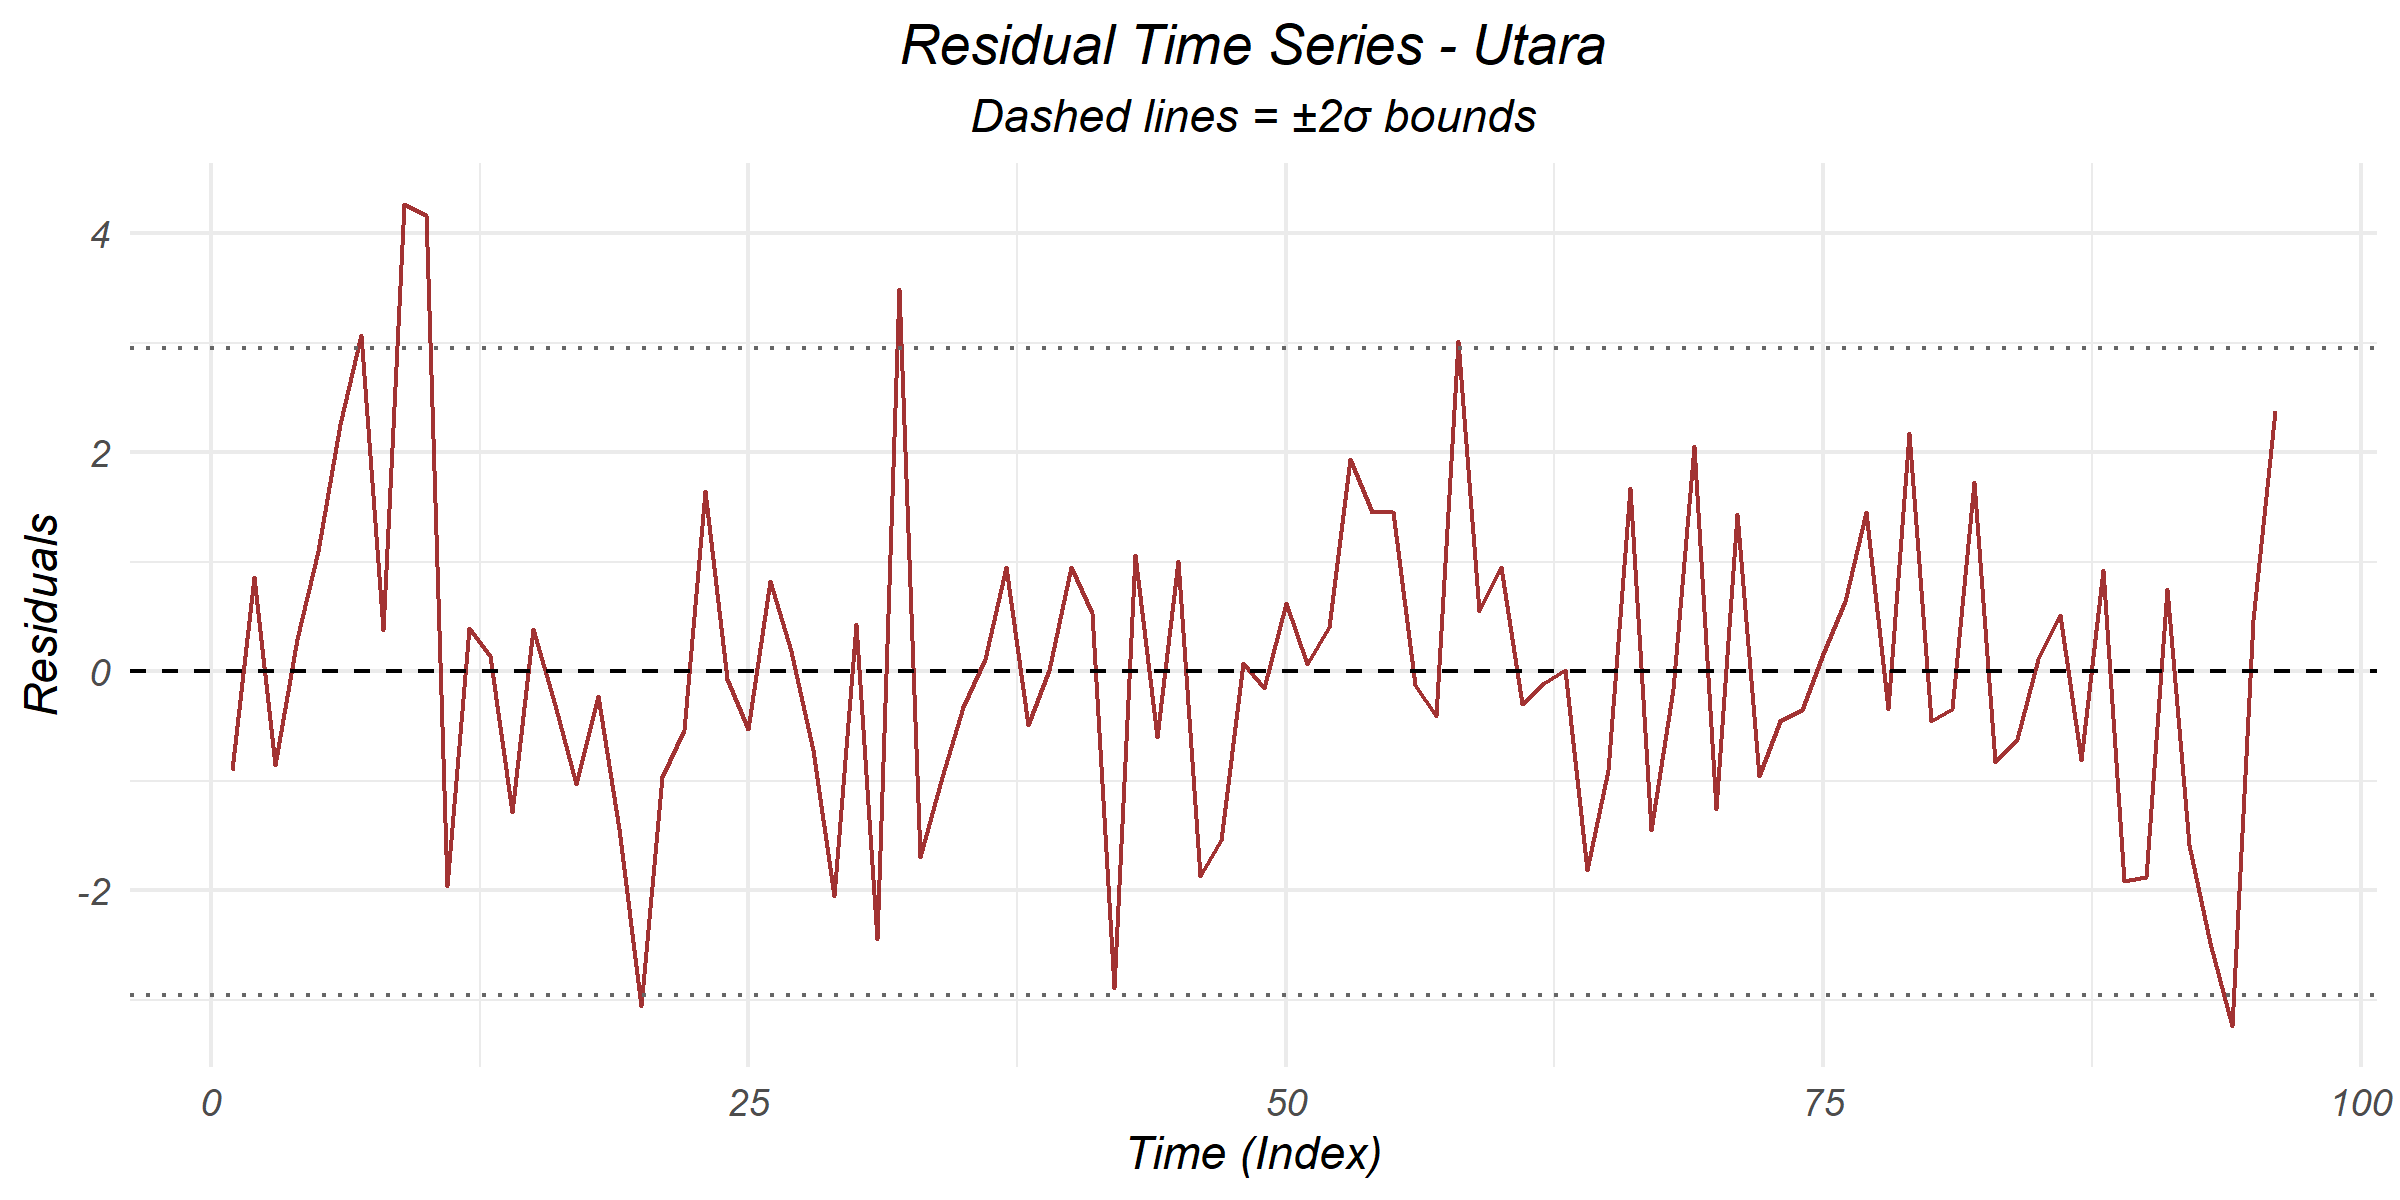 Residual Time Series - Utara
Dashed lines = ±2σ bounds
Residuals
4
2
0
-2
0
25
50
75
100
Time (Index)